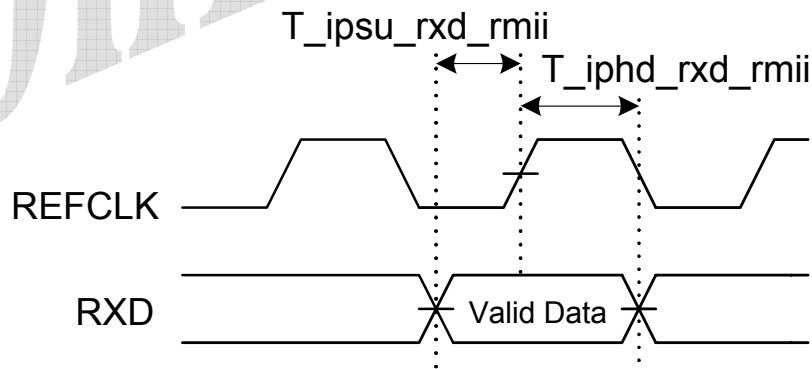 T_ipsu_rxd_rmii
T_iphd_rxd_rmii
REFCLK
RXD
Valid Data